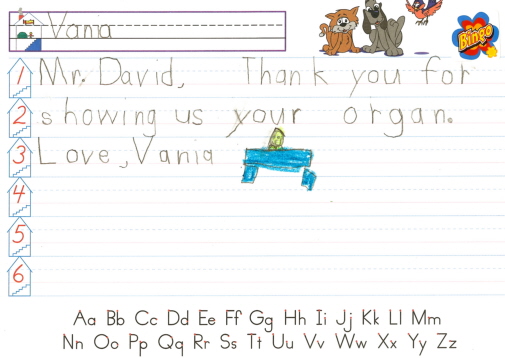 Vania
Bingo
1 Mr. David, Thank you for
2 showing us your organ.
3 Love, Vania
4
5
6
Aa Bb Cc Dd Ee Ff Gg Hh Ii Jj Kk Ll Mm
Nn Oo Pp Qq Rr Ss Tt Uu Vv Ww Xx Yy Zz